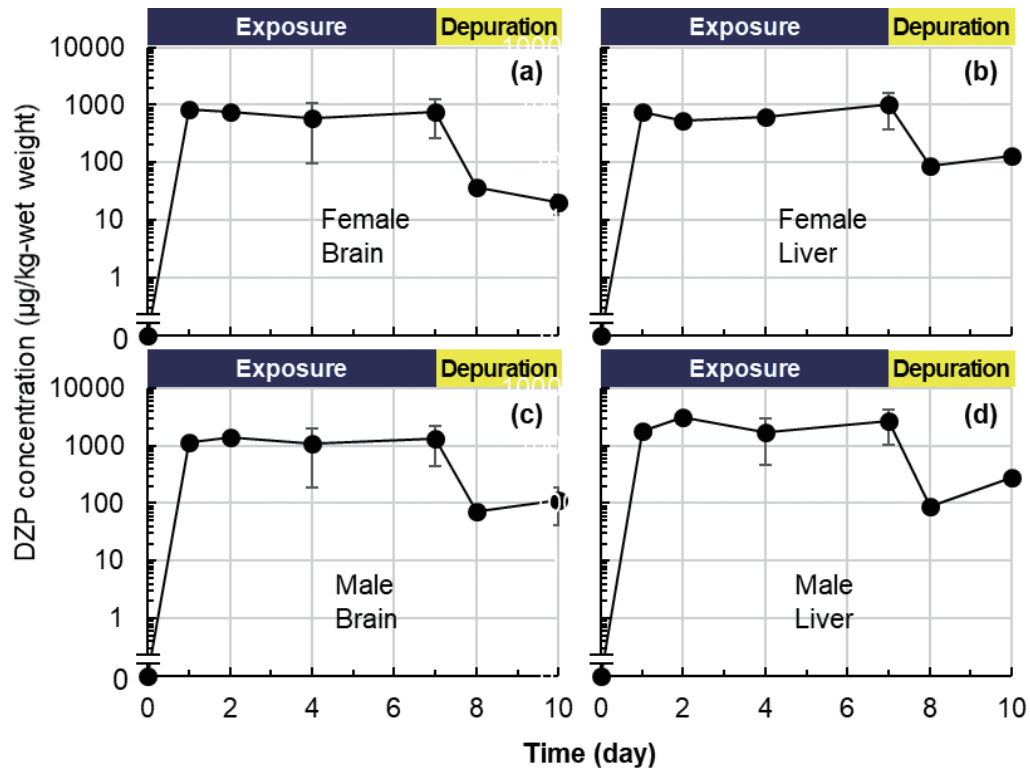 Exposure Depuration Exposure Depuration
10000
1000
100
10
1
0
(a)
Female
Brain
(b)
Female
Liver
Exposure Depuration Exposure Depuration
10000
1000
100
10
1
0
(c)
Male
Brain
(d)
Male
Liver
0 2 4 6 8 10 0 2 4 6 8 10
Time (day)
DZP concentration (µg/kg-wet weight)